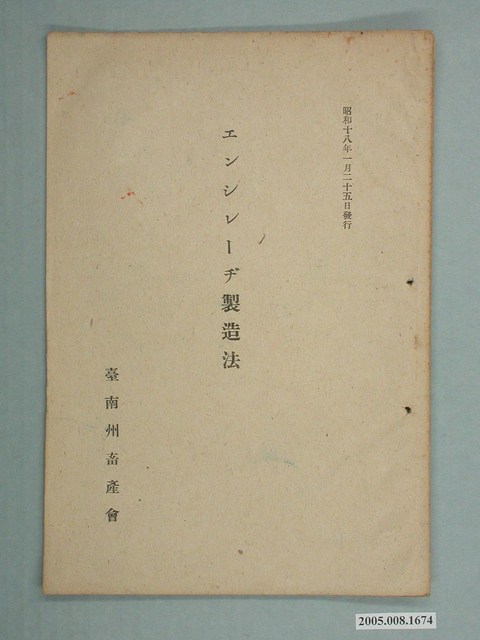 昭和十八年一月二十五日發行
エンシレーヂ製造法
臺南州畜產會
2005.008.1674